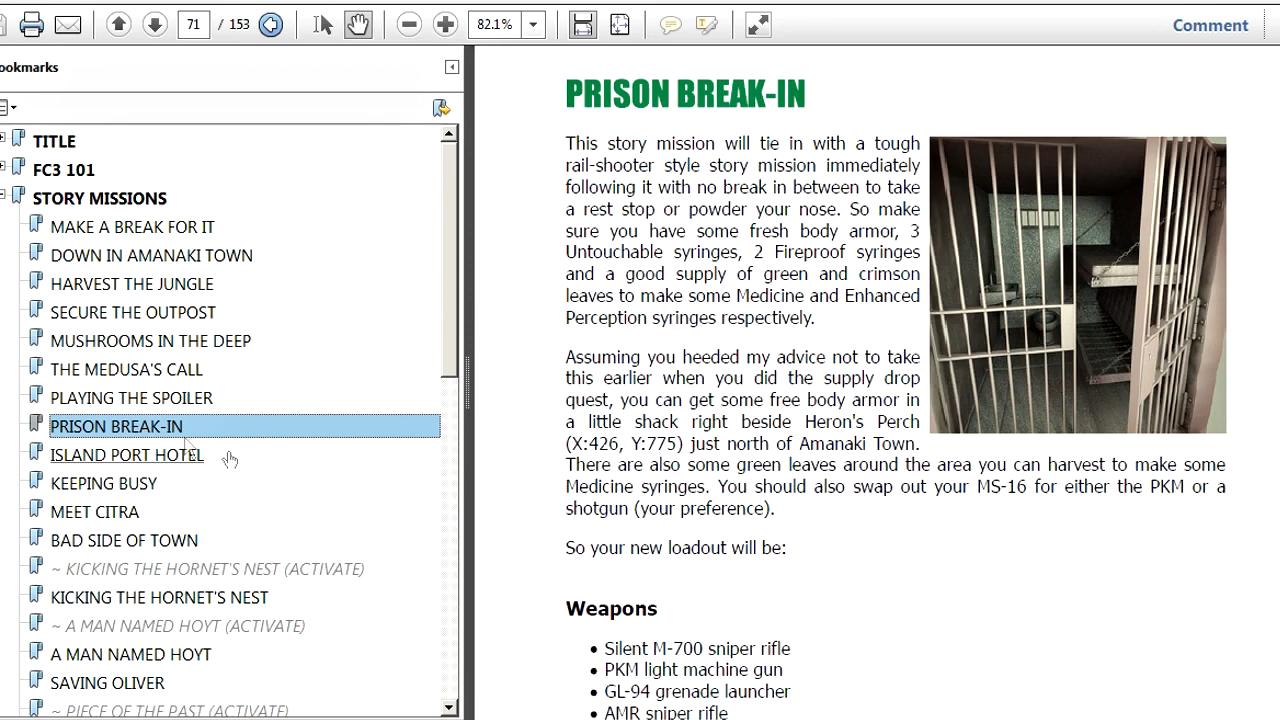 71 / 153 82.1% Comment
ookmarks
TITLE
FC3 101
STORY MISSIONS
MAKE A BREAK FOR IT
DOWN IN AMANAKI TOWN
HARVEST THE JUNGLE
SECURE THE OUTPOST
MUSHROOMS IN THE DEEP
THE MEDUSA'S CALL
PLAYING THE SPOILER
PRISON BREAK-IN
ISLAND PORT HOTEL
KEEPING BUSY
MEET CITRA
BAD SIDE OF TOWN
~ KICKING THE HORNET'S NEST (ACTIVATE)
KICKING THE HORNET'S NEST
~ A MAN NAMED HOYT (ACTIVATE)
A MAN NAMED HOYT
SAVING OLIVER
~ PIECE OF THE PAST (ACTIVATE)
PRISON BREAK-IN
This story mission will tie in with a tough
rail-shooter style story mission immediately
following it with no break in between to take
a rest stop or powder your nose. So make
sure you have some fresh body armor, 3
Untouchable syringes, 2 Fireproof syringes
and a good supply of green and crimson
leaves to make some Medicine and Enhanced
Perception syringes respectively.
Assuming you heeded my advice not to take
this earlier when you did the supply drop
quest, you can get some free body armor in
a little shack right beside Heron's Perch
(X:426, Y:775) just north of Amanaki Town.
There are also some green leaves around the area you can harvest to make some
Medicine syringes. You should also swap out your MS-16 for either the PKM or a
shotgun (your preference).
So your new loadout will be:
Weapons
• Silent M-700 sniper rifle
• PKM light machine gun
• GL-94 grenade launcher
• AMR sniper rifle